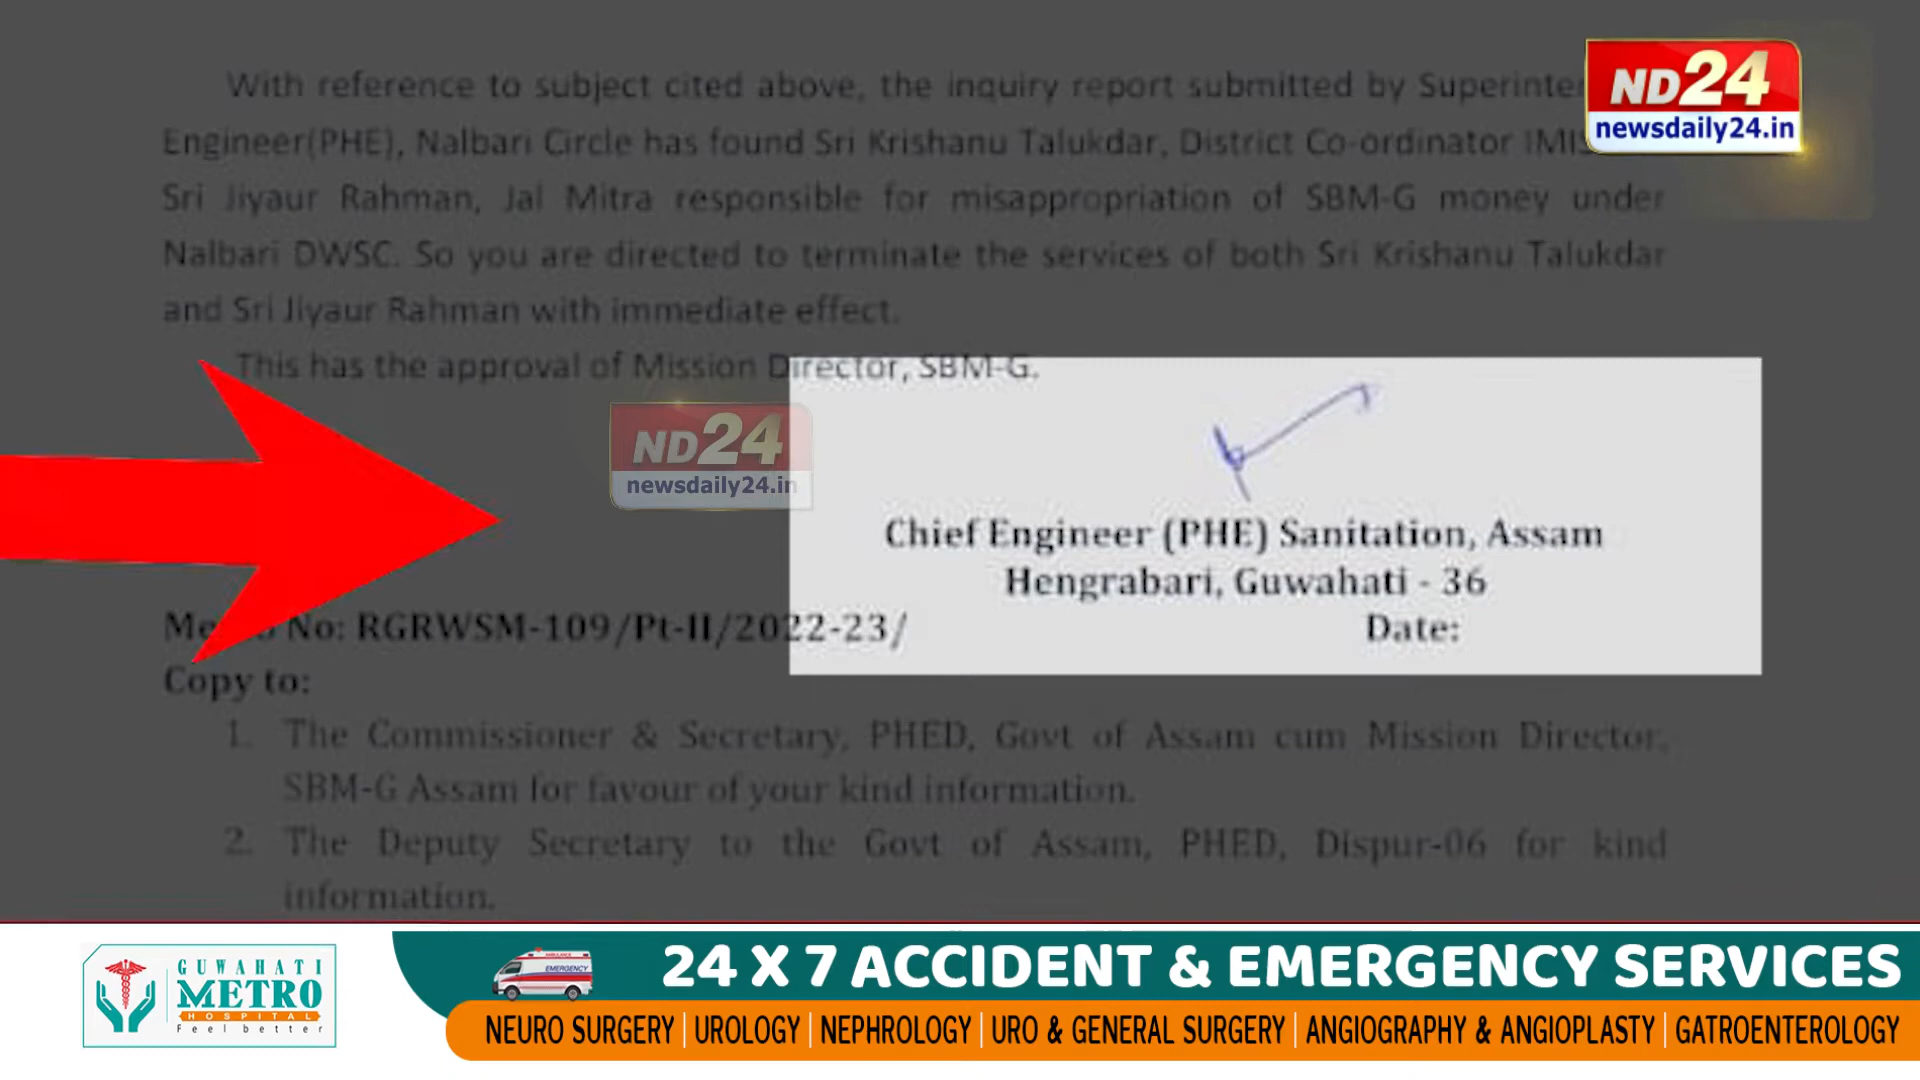 With reference to subject cited above, the inquiry report submitted by
Engineer(PHE), Nalbari Circle has found Sri Krishanu Talukdar, District Co-ordinator
Sri Jiyaur Rahman, Jal Mitra responsible for misappropriation of SBM-G money under
Nalbari DWSC. So you are directed to terminate the services of both Sri Krishanu Talukdar
and Sri Jiyaur Rahman with immediate effect.
This has the approval of Mission Director, SBM-G.
ND24
newsdaily24.in
ND24
newsdaily24.in
Chief Engineer (PHE) Sanitation, Assam
Hengrabari, Guwahati - 36
No: RGRWSM-109/Pt-II/2022-23/
Date:
Copy to:
1. The Commissioner & Secretary, PHED, Govt of Assam cum Mission Director,
SBM-G Assam for favour of your kind information.
2. The Deputy Secretary to the Govt of Assam, PHED, Dispur-06 for kind
information.
GUWAHATI
METRO
HOSPITAL
Feel better
AMBULANCE
EMERGENCY
24 X 7 ACCIDENT & EMERGENCY SERVICES
NEURO SURGERY | UROLOGY | NEPHROLOGY | URO & GENERAL SURGERY | ANGIOGRAPHY & ANGIOPLASTY | GATROENTEROLOGY